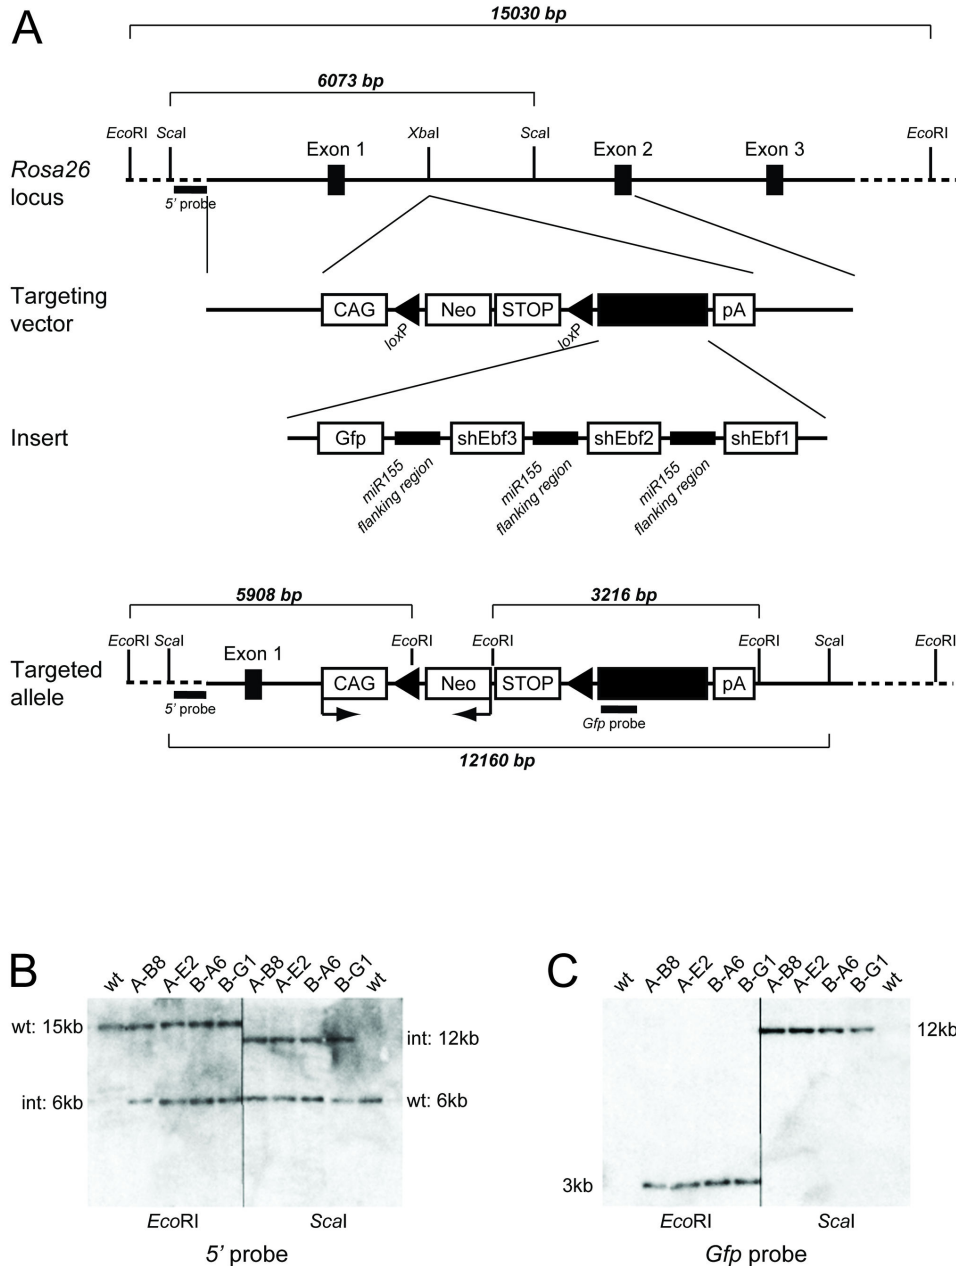 A
15030 bp
6073 bp
EcoRI ScaI XbaI ScaI EcoRI
Exon 1 Exon 2 Exon 3
Rosa26
locus
5' probe
Targeting
vector
CAG Neo STOP pA
loxP loxP
Insert
Gfp shEbf3 shEbf2 shEbf1
miR155
flanking region
miR155
flanking region
miR155
flanking region
5908 bp 3216 bp
EcoRI ScaI EcoRI EcoRI EcoRI ScaI EcoRI
Exon 1
Targeted
allele
CAG Neo STOP pA
5' probe
Gfp probe
12160 bp
B
wt A-B8 A-E2 B-A6 B-G1 A-B8 A-E2 B-A6 B-G1 wt
wt: 15kb
int: 12kb
int: 6kb
wt: 6kb
EcoRI ScaI
5' probe
C
wt A-B8 A-E2 B-A6 B-G1 A-B8 A-E2 B-A6 B-G1 wt
12kb
3kb
EcoRI ScaI
Gfp probe